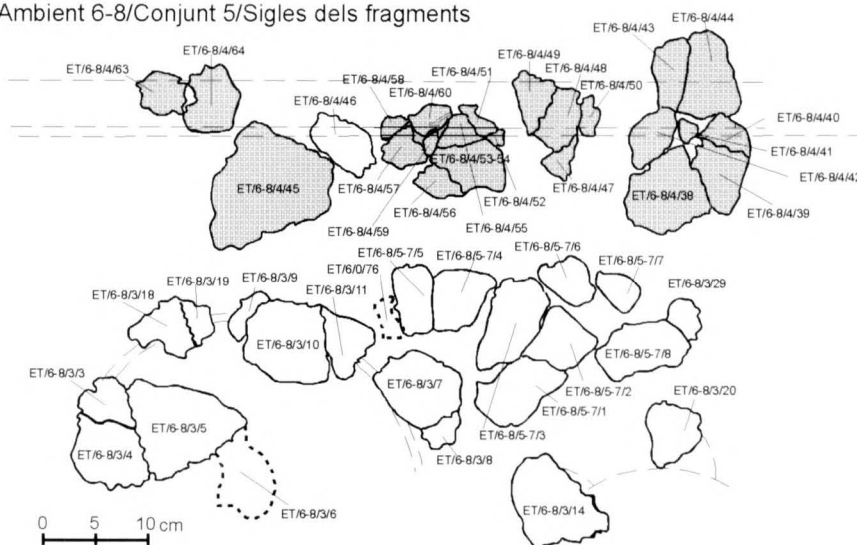 Ambient 6-8/Conjunt 5/Sigles dels fragments
ET/6-8/4/63
ET/6-8/4/64
ET/6-8/4/46
ET/6-8/4/58
ET/6-8/4/60
ET/6-8/4/51
ET/6-8/4/49
ET/6-8/4/48
ET/6-8/4/50
ET/6-8/4/43
ET/6-8/4/44
ET/6-8/4/40
ET/6-8/4/41
ET/6-8/4/42
ET/6-8/4/45
ET/6-8/4/57
ET/6-8/4/53-54
ET/6-8/4/52
ET/6-8/4/47
ET/6-8/4/38
ET/6-8/4/39
ET/6-8/4/56
ET/6-8/4/55
ET/6-8/4/59
ET/6-8/3/18
ET/6-8/3/19
ET/6-8/3/9
ET/6-8/3/11
ET/6/0/76
ET/6-8/5-7/5
ET/6-8/5-7/4
ET/6-8/5-7/6
ET/6-8/5-7/7
ET/6-8/3/29
ET/6-8/3/10
ET/6-8/5-7/8
ET/6-8/3/3
ET/6-8/3/4
ET/6-8/3/5
ET/6-8/3/7
ET/6-8/5-7/2
ET/6-8/3/20
ET/6-8/5-7/1
ET/6-8/5-7/3
ET/6-8/3/8
ET/6-8/3/6
ET/6-8/3/14
0 5 10 cm